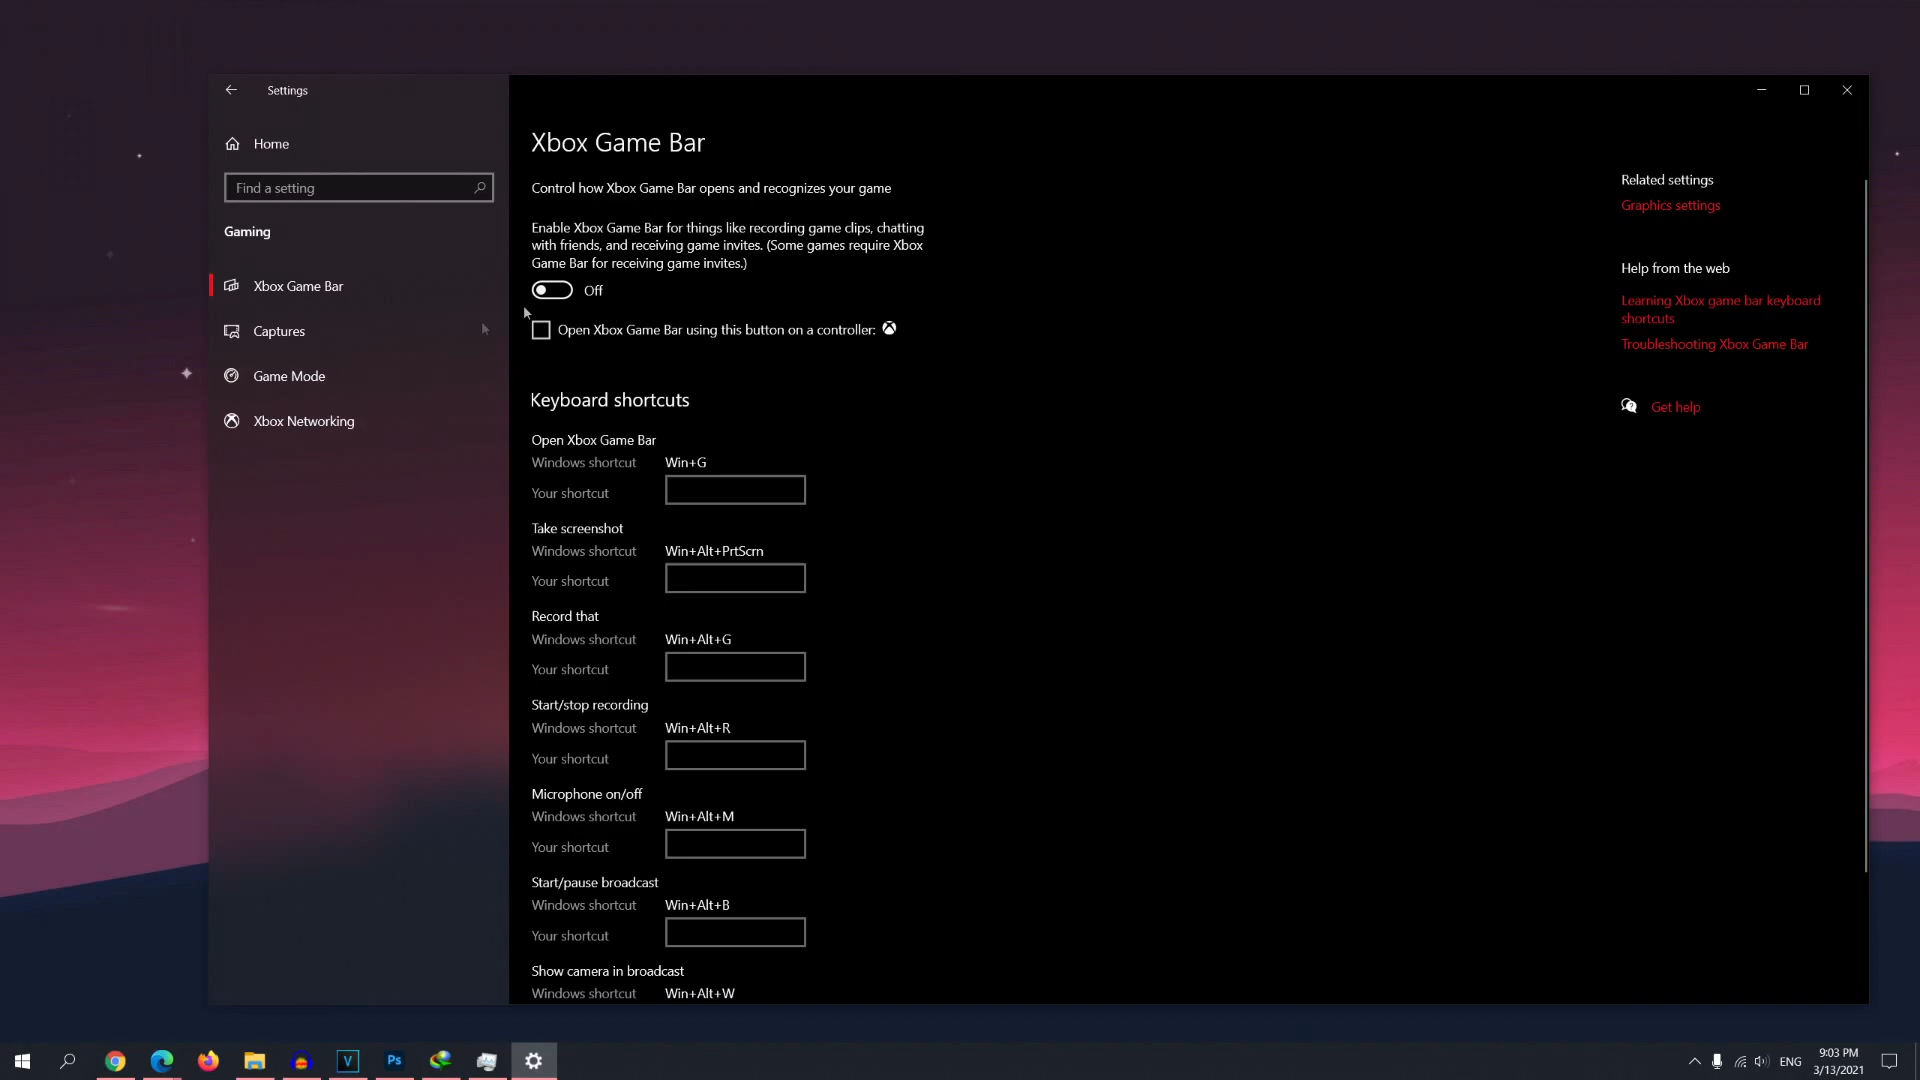 Settings
Home
Find a setting
Gaming
Xbox Game Bar
Captures
Game Mode
Xbox Networking
Xbox Game Bar
Control how Xbox Game Bar opens and recognizes your game
Enable Xbox Game Bar for things like recording game clips, chatting
with friends, and receiving game invites. (Some games require Xbox
Game Bar for receiving game invites.)
Off
Open Xbox Game Bar using this button on a controller:
Keyboard shortcuts
Open Xbox Game Bar
Windows shortcut Win+G
Your shortcut
Take screenshot
Windows shortcut Win+Alt+PrtScrn
Your shortcut
Record that
Windows shortcut Win+Alt+G
Your shortcut
Start/stop recording
Windows shortcut Win+Alt+R
Your shortcut
Microphone on/off
Windows shortcut Win+Alt+M
Your shortcut
Start/pause broadcast
Windows shortcut Win+Alt+B
Your shortcut
Show camera in broadcast
Windows shortcut Win+Alt+W
Related settings
Graphics settings
Help from the web
Learning Xbox game bar keyboard
shortcuts
Troubleshooting Xbox Game Bar
Get help
V
Ps
ENG
9:03 PM
3/13/2021